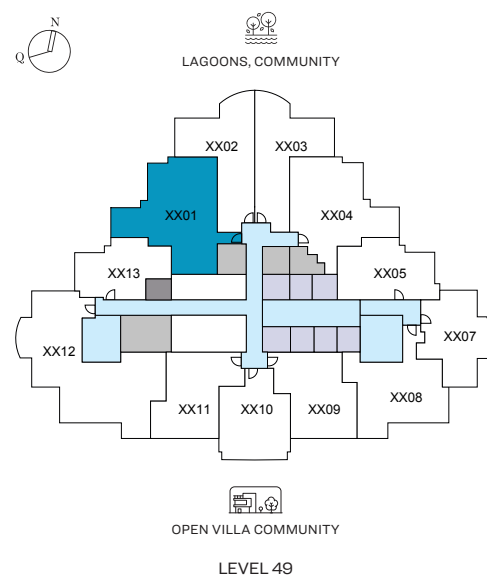 N
Q
LAGOONS, COMMUNITY
XX02
XX03
XX01
XX04
XX13
XX05
XX12
XX07
XX08
XX11
XX10
XX09
OPEN VILLA COMMUNITY
LEVEL 49